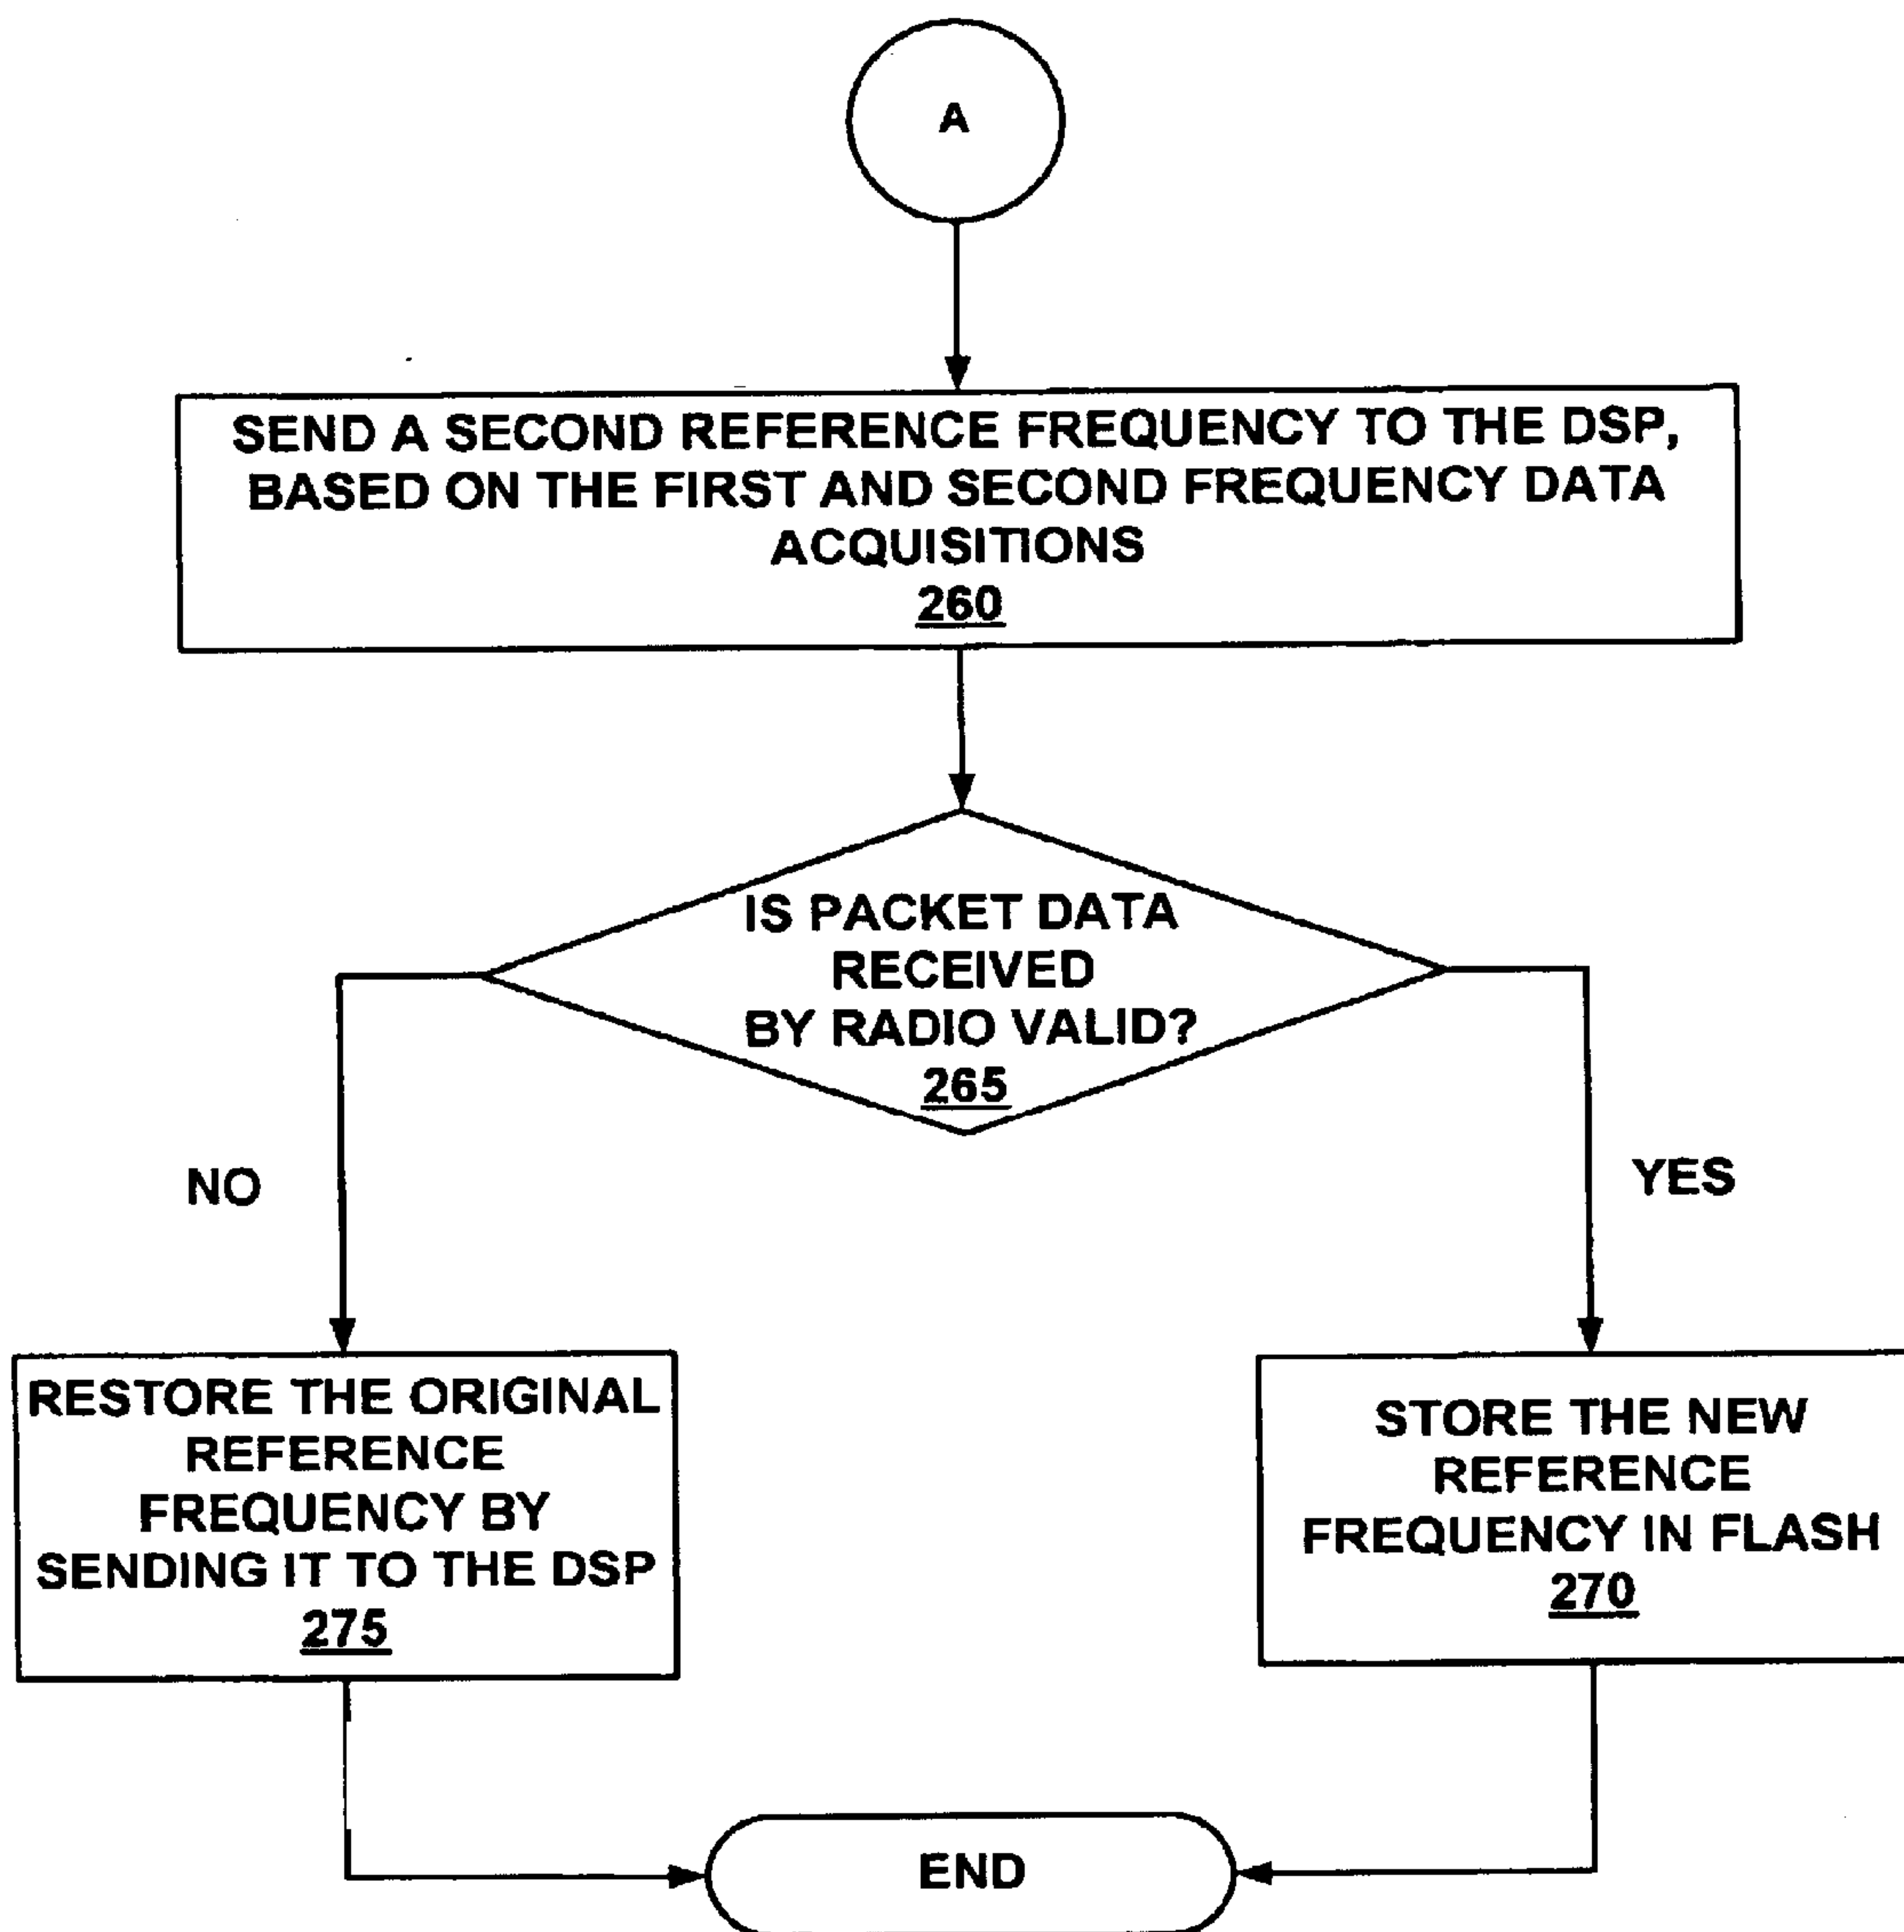 A
SEND A SECOND REFERENCE FREQUENCY TO THE DSP,
BASED ON THE FIRST AND SECOND FREQUENCY DATA
ACQUISITIONS
260
IS PACKET DATA
RECEIVED
BY RADIO VALID?
265
NO
YES
RESTORE THE ORIGINAL
REFERENCE
FREQUENCY BY
SENDING IT TO THE DSP
275
STORE THE NEW
REFERENCE
FREQUENCY IN FLASH
270
END